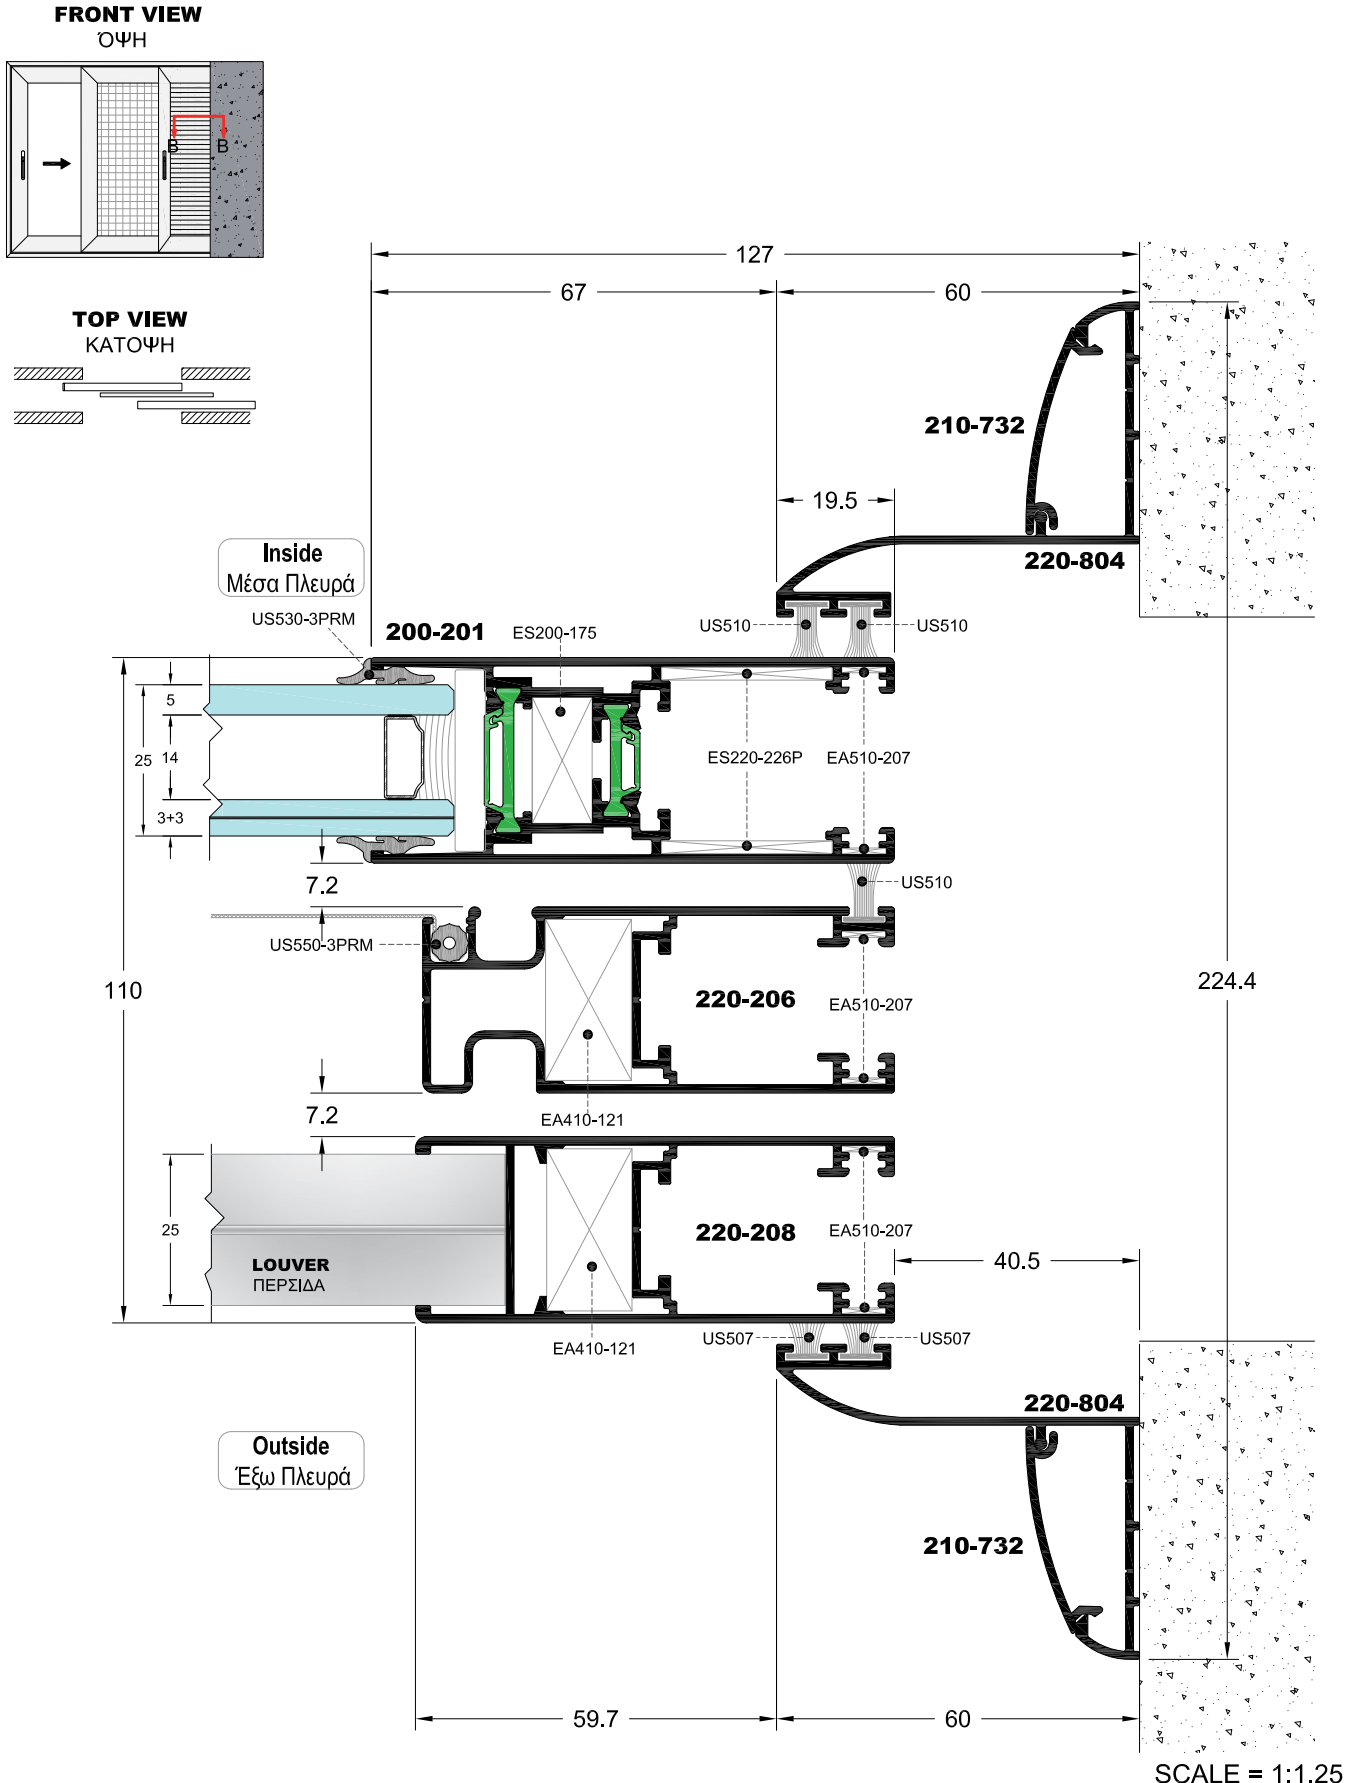 FRONT VIEW
ΌΨΗ
B B
TOP VIEW
ΚΑΤΟΨΗ
127
67 60
210-732
19.5
220-804
Inside
Μέσα Πλευρά
US530-3PRM
200-201
ES200-175
US510 US510
5
25 14
3+3
ES220-226P EA510-207
7.2
US510
US550-3PRM
220-206
EA510-207
110
224.4
7.2
EA410-121
25
LOUVER
ΠΕΡΣΙΔΑ
220-208
EA510-207
40.5
US507 US507
EA410-121
220-804
Outside
Έξω Πλευρά
210-732
59.7 60
SCALE = 1:1.25